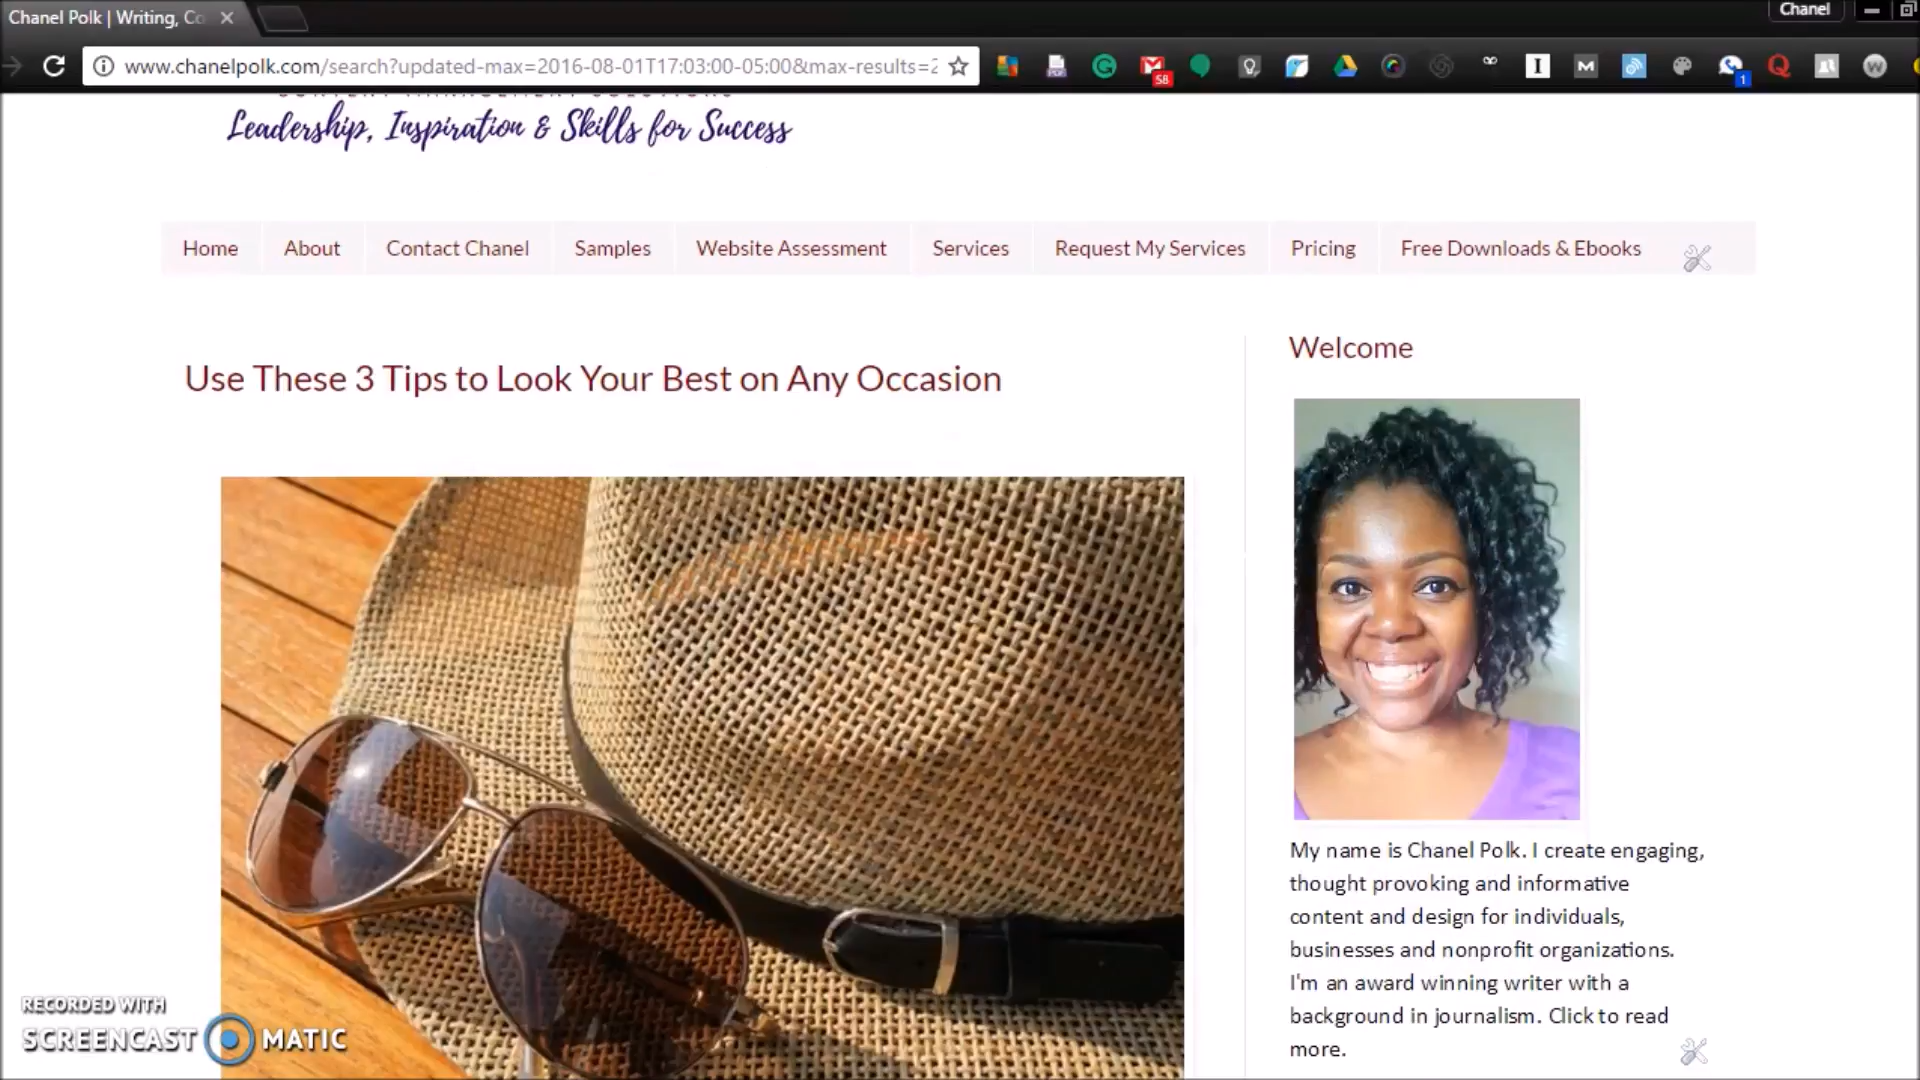 Chanel Polk | Writing, Co
Chanel
www.chanelpolk.com/search?updated-max=2016-08-01T17:03:00-05:00&max-results=2
58
1
Leadership, Inspiration & Skills for Success
Home About Contact Chanel Samples Website Assessment Services Request My Services Pricing Free Downloads & Ebooks
Use These 3 Tips to Look Your Best on Any Occasion
Welcome
My name is Chanel Polk. I create engaging,
thought provoking and informative
content and design for individuals,
businesses and nonprofit organizations.
I'm an award winning writer with a
background in journalism. Click to read
more.
RECORDED WITH
SCREENCAST MATIC